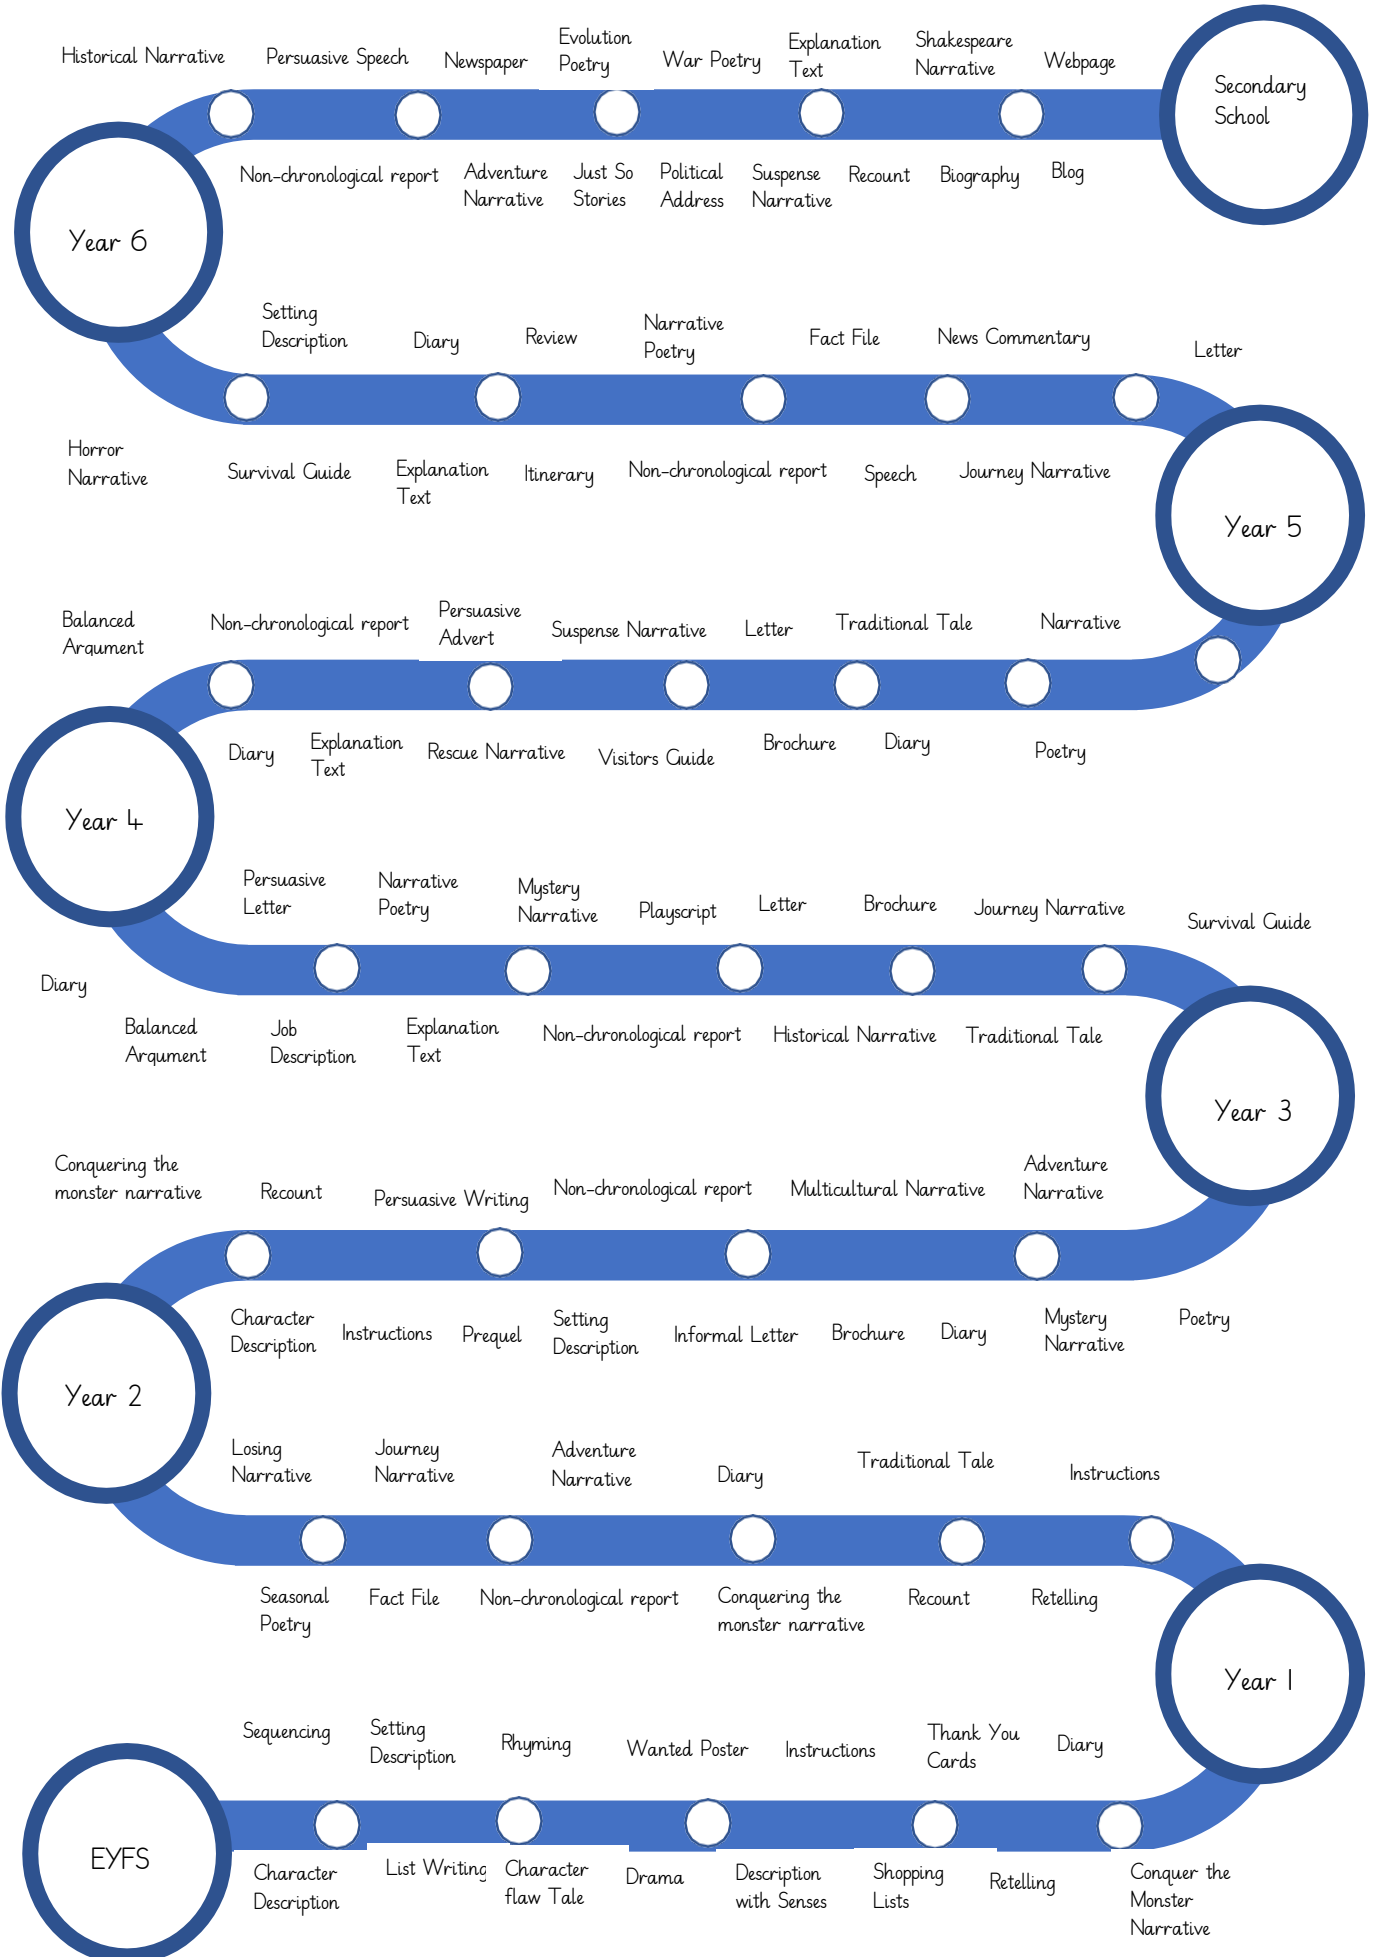 Historical Narrative
Persuasive Speech
Newspaper
Evolution
Poetry
War Poetry
Explanation
Text
Shakespeare
Narrative
Webpage
Secondary
School
Non-chronological report
Adventure
Narrative
Just So
Stories
Political
Address
Suspense
Narrative
Recount
Biography
Blog
Year 6
Setting
Description
Diary
Review
Narrative
Poetry
Fact File
News Commentary
Letter
Horror
Narrative
Survival Guide
Explanation
Text
Itinerary
Non-chronological report
Speech
Journey Narrative
Year 5
Balanced
Argument
Non-chronological report
Persuasive
Advert
Suspense Narrative
Letter
Traditional Tale
Narrative
Diary
Explanation
Text
Rescue Narrative
Visitors Guide
Brochure
Diary
Poetry
Year 4
Persuasive
Letter
Narrative
Poetry
Mystery
Narrative
Playscript
Letter
Brochure
Journey Narrative
Survival Guide
Diary
Balanced
Argument
Job
Description
Explanation
Text
Non-chronological report
Historical Narrative
Traditional Tale
Year 3
Conquering the
monster narrative
Recount
Persuasive Writing
Non-chronological report
Multicultural Narrative
Adventure
Narrative
Character
Description
Instructions
Prequel
Setting
Description
Informal Letter
Brochure
Diary
Mystery
Narrative
Poetry
Year 2
Losing
Narrative
Journey
Narrative
Adventure
Narrative
Diary
Traditional Tale
Instructions
Seasonal
Poetry
Fact File
Non-chronological report
Conquering the
monster narrative
Recount
Retelling
Year 1
Sequencing
Setting
Description
Rhyming
Wanted Poster
Instructions
Thank You
Cards
Diary
EYFS
Character
Description
List Writing
Character
flaw Tale
Drama
Description
with Senses
Shopping
Lists
Retelling
Conquer the
Monster
Narrative